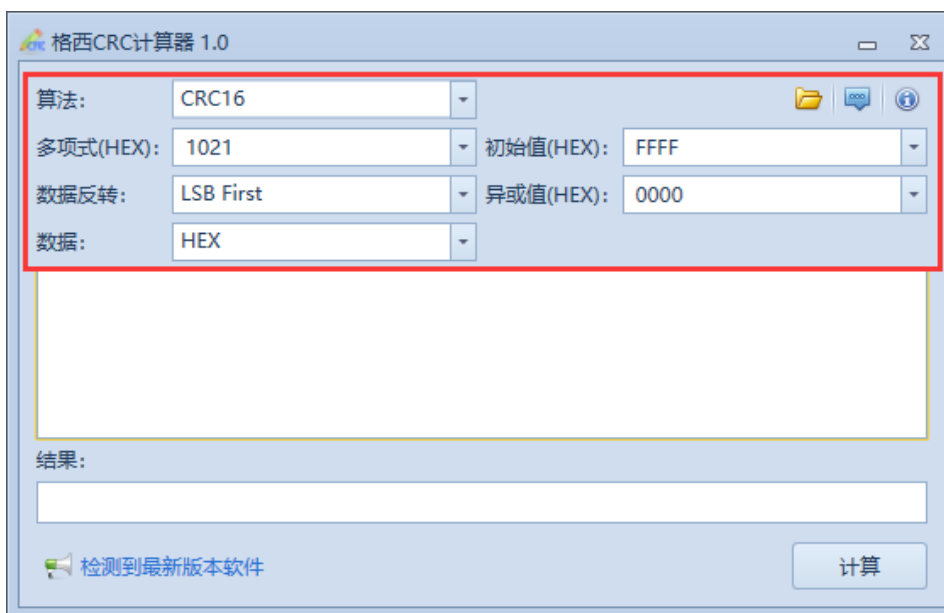 格西CRC计算器 1.0
算法: CRC16
多项式(HEX): 1021 初始值(HEX): FFFF
数据反转: LSB First 异或值(HEX): 0000
数据: HEX
结果:
检测到最新版本软件 计算